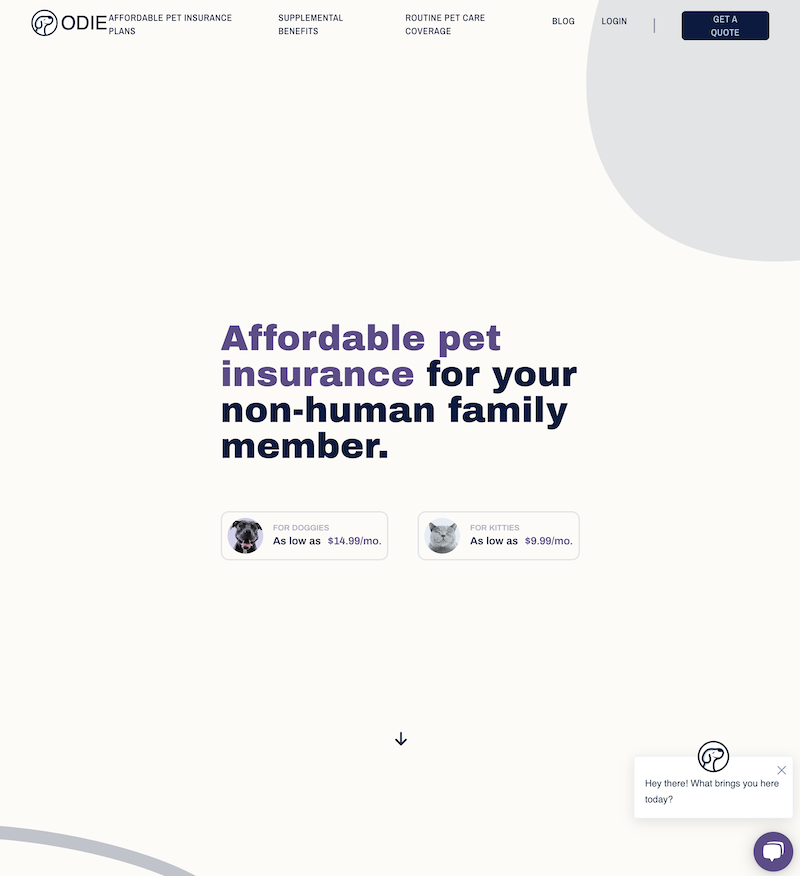 ODIE
AFFORDABLE PET INSURANCE
PLANS
SUPPLEMENTAL
BENEFITS
ROUTINE PET CARE
COVERAGE
BLOG
LOGIN
|
GET A
QUOTE
Affordable pet
insurance for your
non-human family
member.
FOR DOGGIES
As low as $14.99/mo.
FOR KITTIES
As low as $9.99/mo.
Hey there! What brings you here
today?